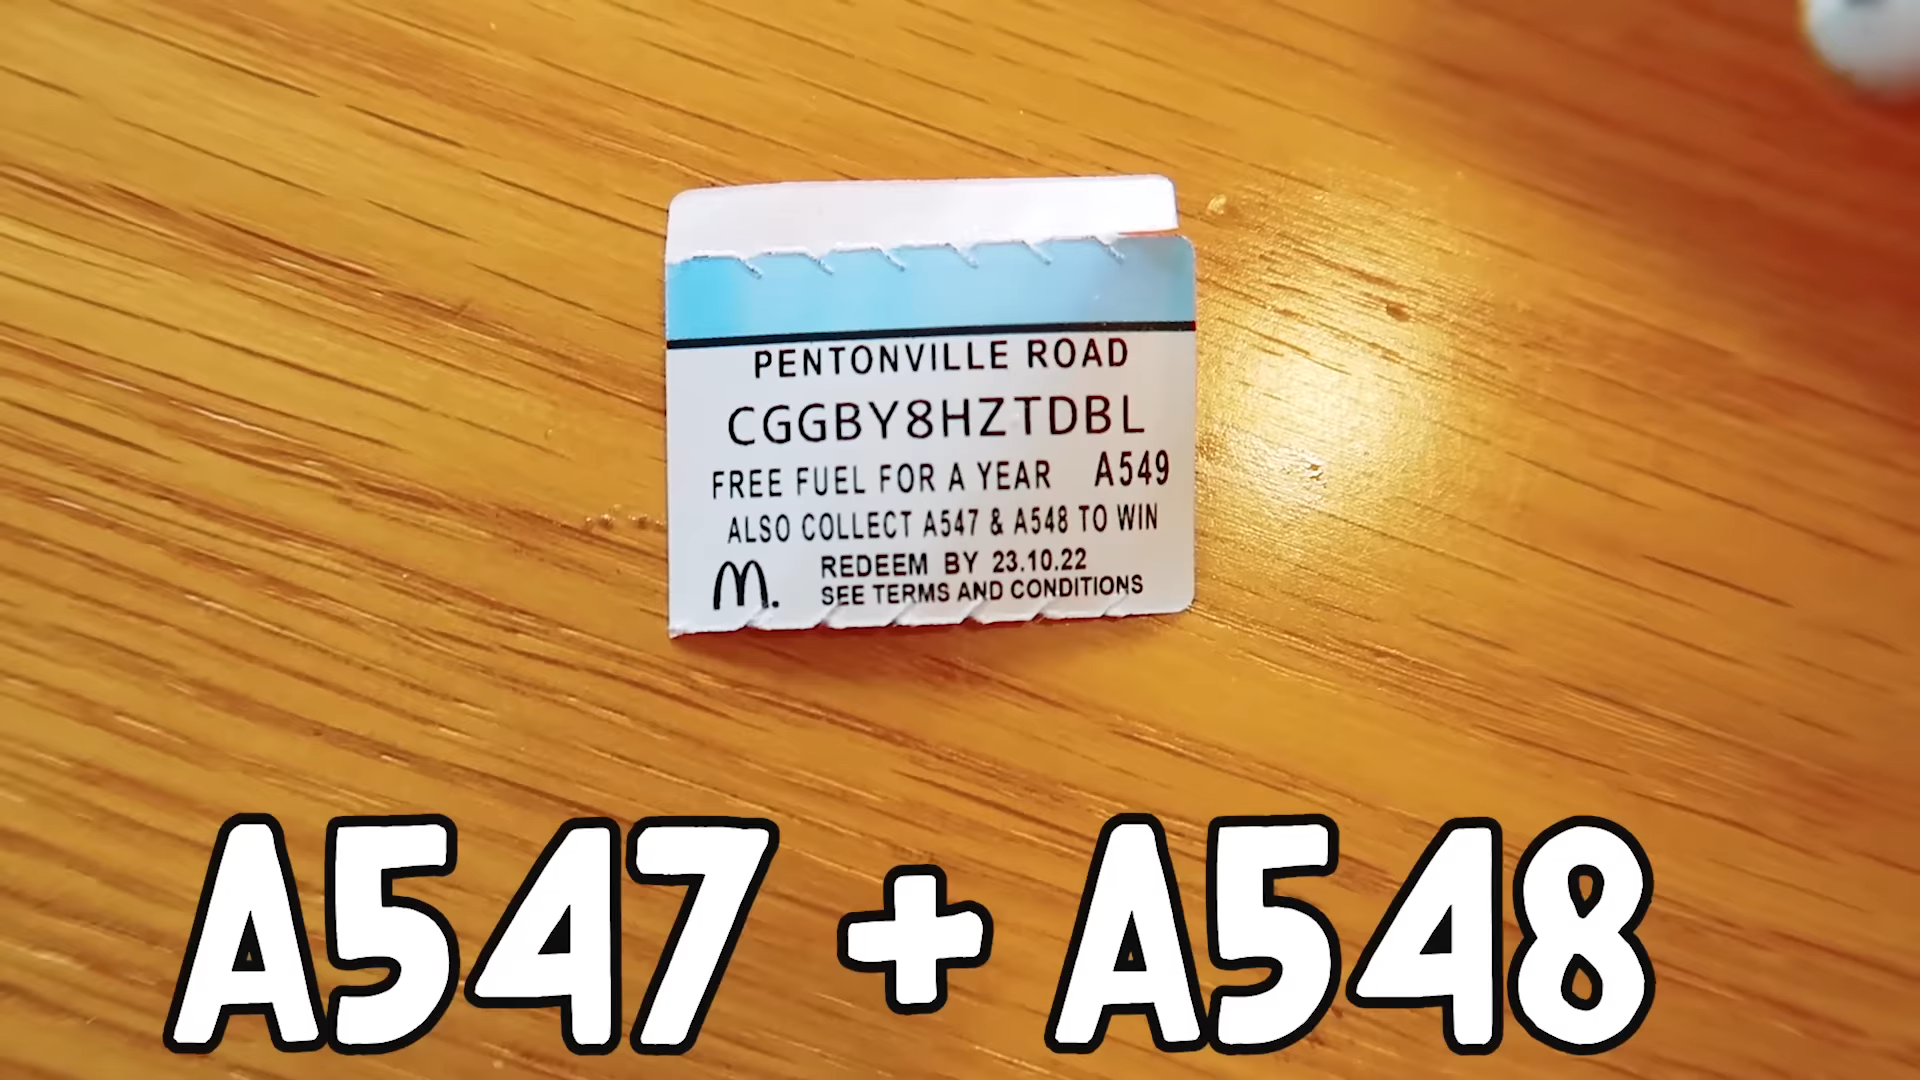 PENTONVILLE ROAD
CGGBY8HZTDBL
FREE FUEL FOR A YEAR A549
ALSO COLLECT A547 & A548 TO WIN
REDEEM BY 23.10.22
SEE TERMS AND CONDITIONS
A547 + A548